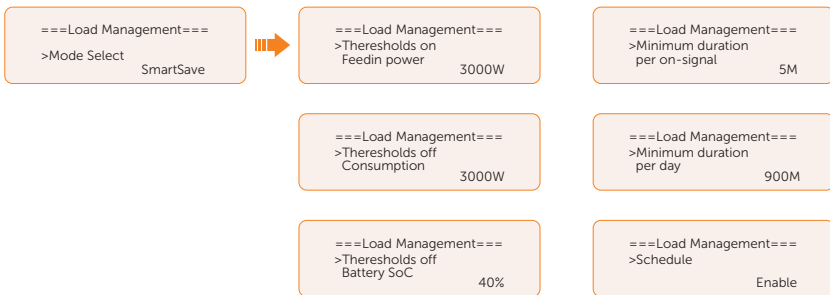 ===Load Management===
>Mode Select
SmartSave
===Load Management===
>Theresholds on
Feedin power
3000W
===Load Management===
>Minimum duration
per on-signal
5M
===Load Management===
>Theresholds off
Consumption
3000W
===Load Management===
>Minimum duration
per day
900M
===Load Management===
>Theresholds off
Battery SoC
40%
===Load Management===
>Schedule
Enable